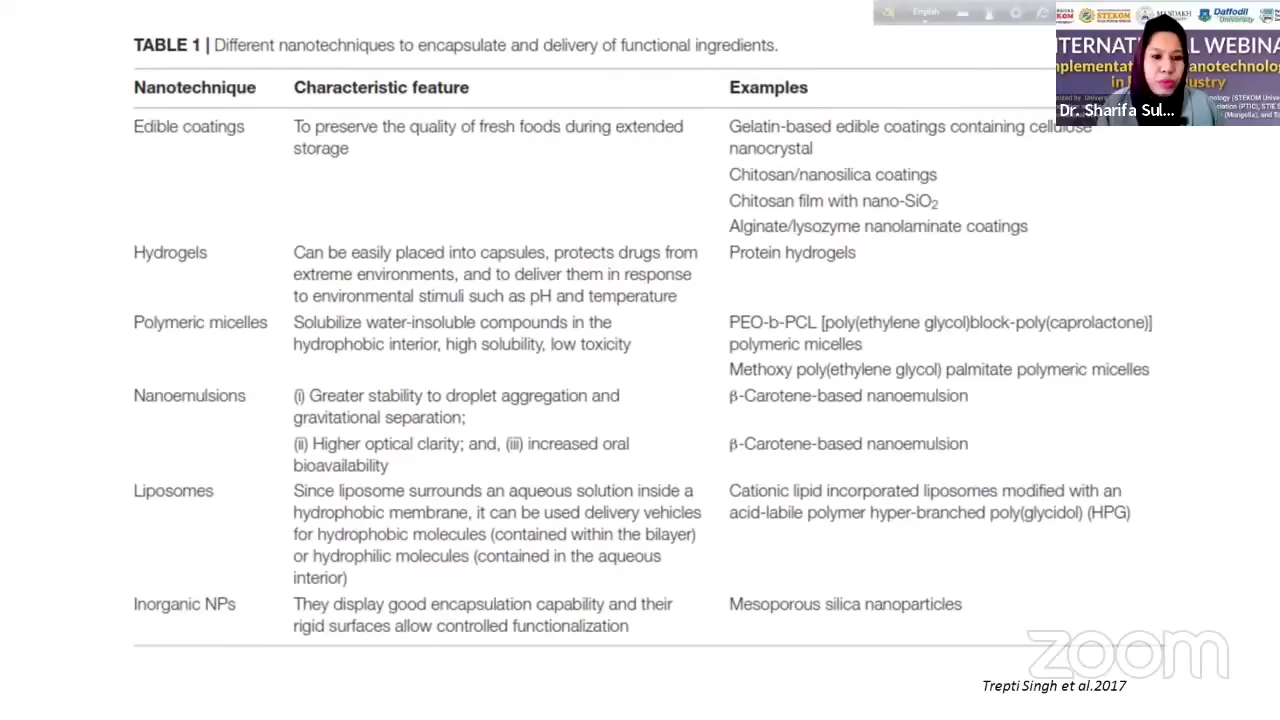 English
STEKOM
MANDAKH
Daffodil
University
INTERNATIONAL WEBINA
in
Dr. Sharifa Sul...
TABLE 1 | Different nanotechniques to encapsulate and delivery of functional ingredients.
Nanotechnique Characteristic feature Examples
Edible coatings To preserve the quality of fresh foods during extended Gelatin-based edible coatings containing cellulose
storage nanocrystal
Chitosan/nanosilica coatings
Chitosan film with nano-SiO₂
Alginate/lysozyme nanolaminate coatings
Hydrogels Can be easily placed into capsules, protects drugs from Protein hydrogels
extreme environments, and to deliver them in response
to environmental stimuli such as pH and temperature
Polymeric micelles Solubilize water-insoluble compounds in the PEO-b-PCL [poly(ethylene glycol)block-poly(caprolactone)]
hydrophobic interior, high solubility, low toxicity polymeric micelles
Methoxy poly(ethylene glycol) palmitate polymeric micelles
Nanoemulsions (i) Greater stability to droplet aggregation and β-Carotene-based nanoemulsion
gravitational separation;
(ii) Higher optical clarity; and, (iii) increased oral β-Carotene-based nanoemulsion
bioavailability
Liposomes Since liposome surrounds an aqueous solution inside a Cationic lipid incorporated liposomes modified with an
hydrophobic membrane, it can be used delivery vehicles acid-labile polymer hyper-branched poly(glycidol) (HPG)
for hydrophobic molecules (contained within the bilayer)
or hydrophilic molecules (contained in the aqueous
interior)
Inorganic NPs They display good encapsulation capability and their Mesoporous silica nanoparticles
rigid surfaces allow controlled functionalization
zoom
Trepti Singh et al.2017